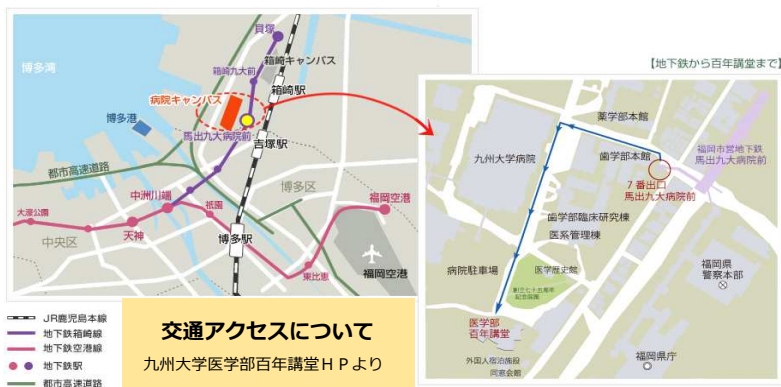 博多湾
貝塚
箱崎九大前
箱崎キャンパス
箱崎駅
病院キャンパス
博多港
馬出九大病院前
吉塚駅
都市高速道路
中洲川端
博多区
福岡空港
大濠公園
祇園
中央区
天神
博多駅
東比恵
福岡空港
JR鹿児島本線
地下鉄箱崎線
地下鉄空港線
地下鉄駅
都市高速道路
交通アクセスについて
九州大学医学部百年講堂HPより
【地下鉄から百年講堂まで】
薬学部本館
九州大学病院
歯学部本館
福岡市営地下鉄
馬出九大病院前
7番出口
馬出九大病院前
歯学部臨床研究棟
医系管理棟
病院駐車場
医学歴史館
創立七十五周年
記念庭園
福岡県
警察本部
医学部
百年講堂
外国人宿泊施設
同窓会館
福岡県庁